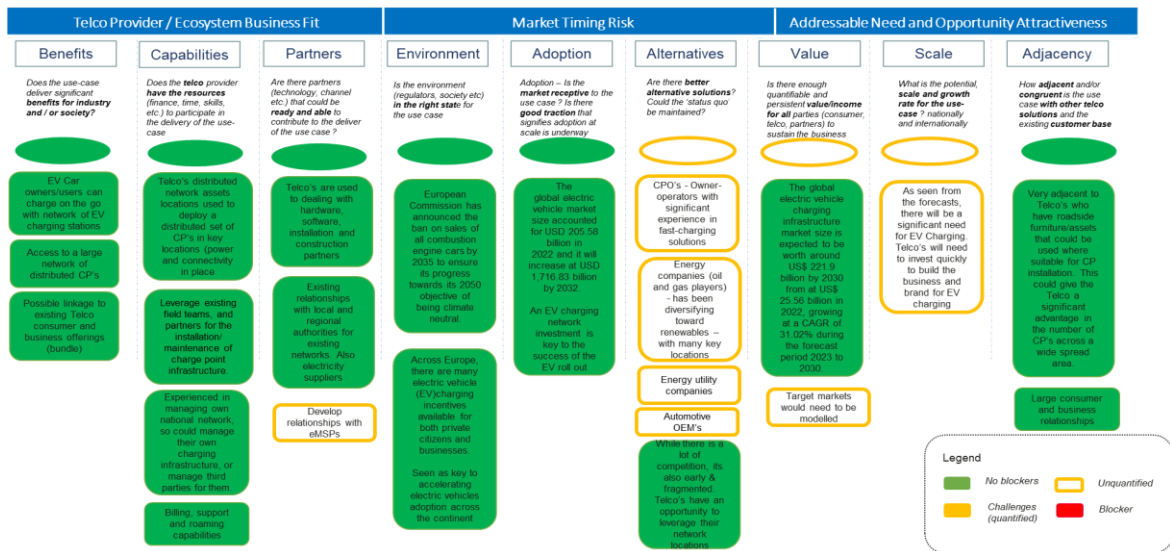 Telco Provider / Ecosystem Business Fit
Market Timing Risk
Addressable Need and Opportunity Attractiveness
Benefits
Capabilities
Partners
Environment
Adoption
Alternatives
Value
Scale
Adjacency
Does the use-case
deliver significant
benefits for industry
and / or society?
Does the telco provider
have the resources
(finance, time, skills,
etc.) to participate in
the delivery of the use-
case
Are there partners
(technology, channel
etc.) that could be
ready and able to
contribute to the deliver
of the use case ?
Is the environment
(regulators, society etc)
in the right state for
the use case
Adoption – Is the
market receptive to the
use case ? Is there
good traction that
signifies adoption at
scale is underway
Are there better
alternative solutions?
Could the 'status quo'
be maintained?
Is there enough
quantifiable and
persistent value/income
for all parties (consumer,
telco, partners) to
sustain the business
What is the potential,
scale and growth
rate for the use-
case ? nationally
and internationally
How adjacent and/or
congruent is the use
case with other telco
solutions and the
existing customer base
EV Car
owners/users can
charge on the go
with network of EV
charging stations
Access to a large
network of
distributed CP's
Possible linkage to
existing Telco
consumer and
business offerings
(bundle)
Telco's distributed
network assets
locations used to
deploy a
distributed set of
CP's in key
locations (power
and connectivity in
place
Leverage existing
field teams, and
partners for the
installation/
maintenance of
charge point
infrastructure.
Experienced in
managing own
national network,
so could manage
their own
charging
infrastructure, or
manage third
parties for them.
Billing, support
and roaming
capabilities
Telco's are used
to dealing with
hardware,
software,
installation and
construction
partners
Existing
relationships with
local and regional
authorities for
existing networks. Also
electricity
suppliers
Develop
relationships with
eMSPs
European
Commission has
announced the
ban on sales of
all combustion
engine cars by
2035 to ensure
its progress
towards its 2050
objective of
being climate
neutral.
Across Europe,
there are many
electric vehicle
(EV)charging
incentives
available for
both private
citizens and
businesses.
Seen as key to
accelerating
electric vehicles
adoption across
the continent
The
global electric
vehicle market
size accounted for
USD 205.58
billion in
2022 and it will
increase at USD
1,716.83 billion by
2032.
An EV charging
network
investment is
key to the
success of the
EV roll out
CPO's - Owner-
operators with
significant
experience in
fast-charging
solutions
Energy
companies (oil
and gas players)
- has been
diversifying
toward
renewables –
with many key
locations
Energy utility
companies
Automotive
OEM's
While there is a
lot of
competition, its
also early &
fragmented.
Telco's have an
opportunity to
leverage their
network
locations
The global
electric vehicle
charging
infrastructure
market size is
expected to be
worth around
US$ 221.9
billion by 2030
from at US$
25.56 billion in
2022, growing
at a CAGR of
31.02% during
the forecast
period 2023 to
2030.
Target markets
would need to be
modelled
As seen from
the forecasts,
there will be a
significant need
for EV Charging.
Telco's will need
to invest quickly
to build the
business and
brand for EV
charging
Very adjacent to
Telco's who
have roadside
furniture/assets
that could be
used where
suitable for CP
installation. This
could give the
Telco a
significant
advantage in
the number of
CP's across a
wide spread
area.
Large consumer
and business
relationships
Legend
No blockers
Unquantified
Challenges
(quantified)
Blocker